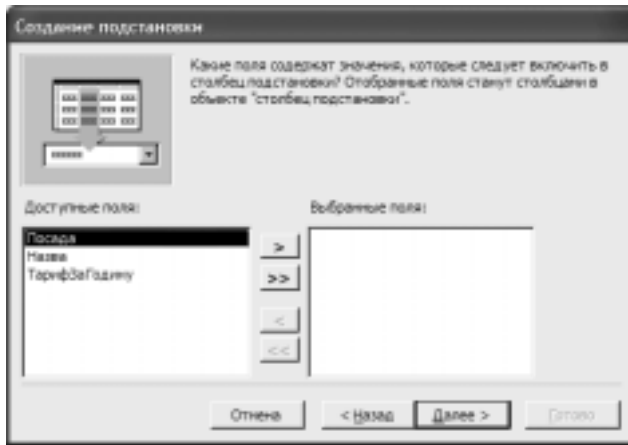 Создание подстановки
Какие поля содержат значения, которые следует включить в
столбец подстановки? Отобранные поля станут столбцами в
объекте "столбец подстановки".
Доступные поля:
Выбранные поля:
Посада
Назва
ТарифЗаГодину
>
>>
<
<<
Отмена
< Назад
Далее >
Готово